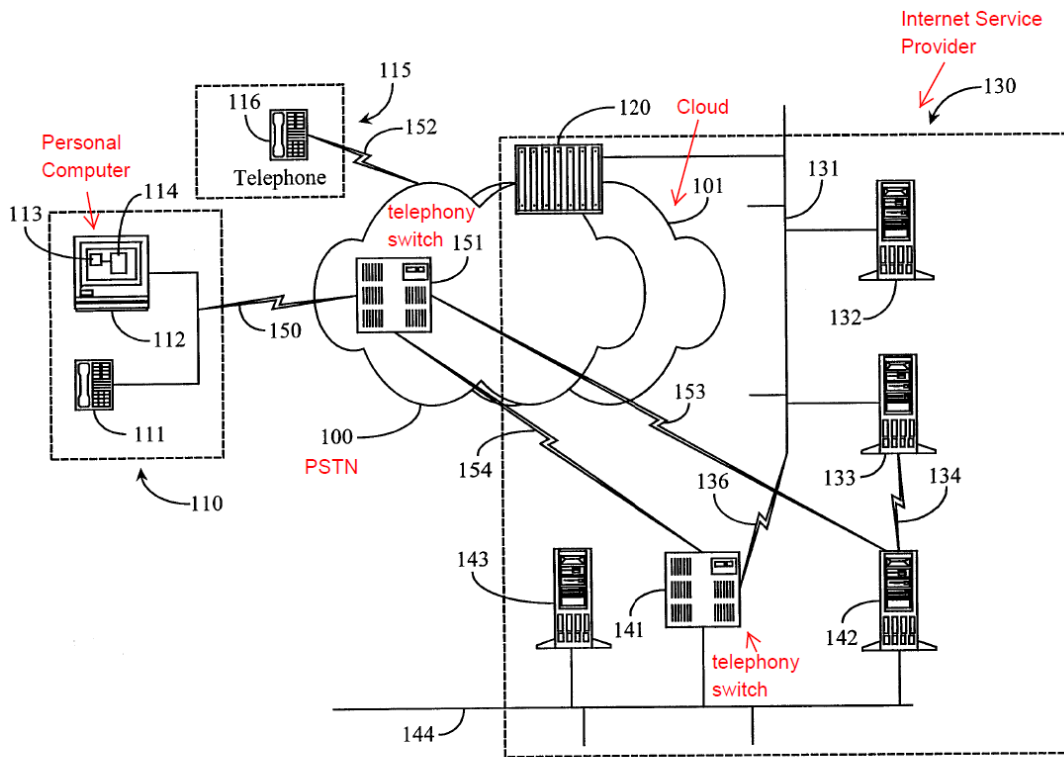 Internet Service
Provider
115
116
130
120
Cloud
152
Personal
Computer
Telephone
131
101
114
113
telephony
switch
151
112
150
132
111
153
100
154
PSTN
136
133
134
110
143
141
142
telephony
switch
144